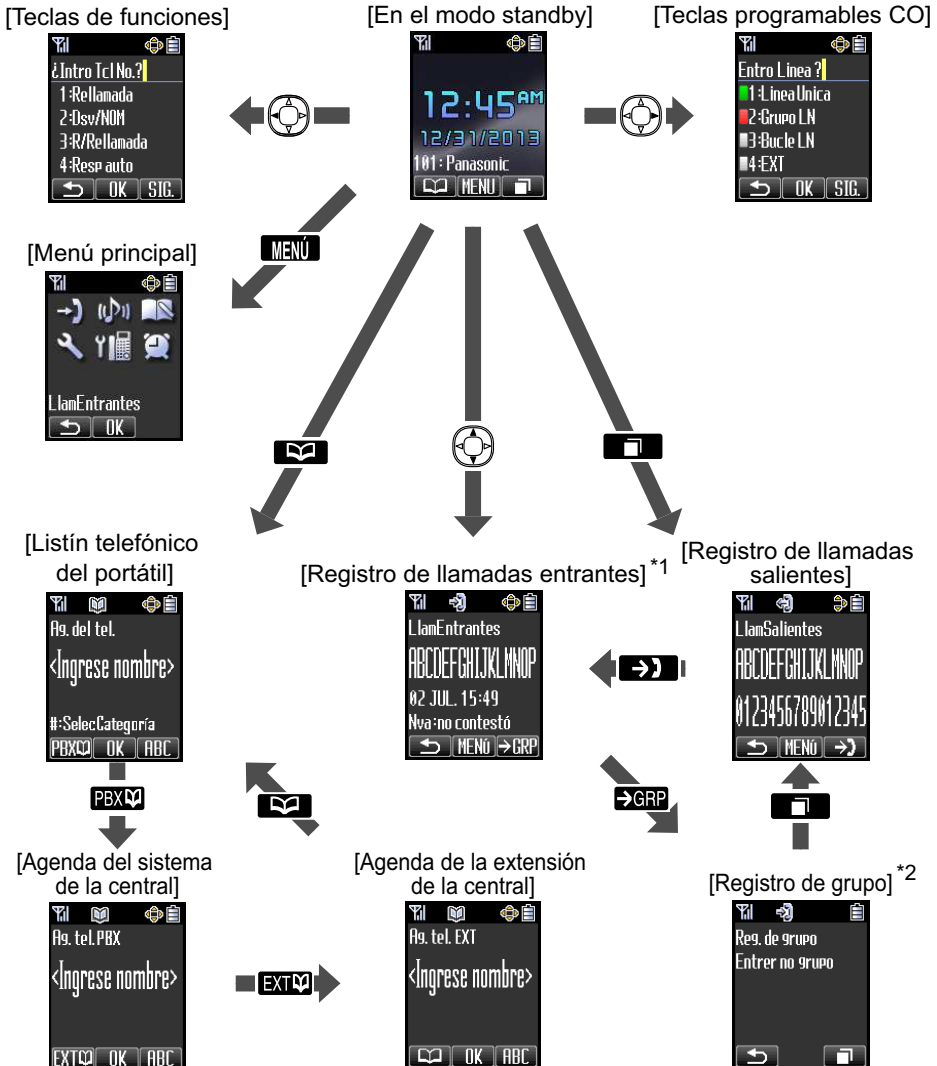 [Teclas de funciones]
¿Intro Tcl No.?
1:Rellamada
2:Dsv/NOM
3:R/Rellamada
4:Resp auto
OK SIG.
[En el modo standby]
12:45AM
12/31/2013
101: Panasonic
MENU
[Teclas programables CO]
Entro Linea ?
1:LineaUnica
2:Grupo LN
3:Bucle LN
4:EXT
OK SIG.
MENÚ
[Menú principal]
LlamEntrantes
OK
[Listín telefónico
del portátil]
Ag. del tel.
<Ingrese nombre>
#:SelecCategoría
PBX OK ABC
[Registro de llamadas entrantes] *1
LlamEntrantes
ABCDEFGHIJKLMNOP
02 JUL. 15:49
Nva:no contestó
MENÚ →GRP
[Registro de llamadas
salientes]
LlamSalientes
ABCDEFGHIJKLMNOP
0123456789012345
MENÚ
PBX
→GRP
[Agenda del sistema
de la central]
Ag. tel.PBX
<Ingrese nombre>
EXT OK ABC
EXT
[Agenda de la extensión
de la central]
Ag. tel. EXT
<Ingrese nombre>
OK ABC
[Registro de grupo] *2
Reg. de grupo
Entrer no grupo